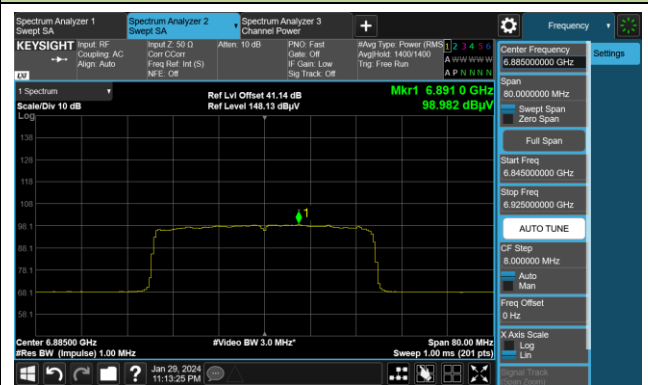 Spectrum Analyzer 1
Swept SA
Spectrum Analyzer 2
Swept SA
Spectrum Analyzer 3
Channel Power
+
Frequency
KEYSIGHT
Input: RF
Coupling: AC
Align: Auto
Input Z: 50 Ω
Corr CCorr
Freq Ref: Int (S)
NFE: Off
Atten: 10 dB
PNO: Fast
Gate: Off
IF Gain: Low
Sig Track: Off
#Avg Type: Power (RMS
Avg|Hold: 1400/1400
Trig: Free Run
1 2 3 4 5 6
A W W W W W
A P N N N N
LXI
1 Spectrum
Scale/Div 10 dB
Log
Ref Lvl Offset 41.14 dB
Ref Level 148.13 dBµV
Mkr1 6.891 0 GHz
98.982 dBµV
138
128
118
108
98.1
88.1
78.1
68.1
58.1
1
Center 6.88500 GHz
#Res BW (Impulse) 1.00 MHz
#Video BW 3.0 MHz*
Span 80.00 MHz
Sweep 1.00 ms (201 pts)
Jan 29, 2024
11:13:25 PM
?
Center Frequency
6.885000000 GHz
Settings
Span
80.0000000 MHz
Swept Span
Zero Span
Full Span
Start Freq
6.845000000 GHz
Stop Freq
6.925000000 GHz
AUTO TUNE
CF Step
8.000000 MHz
Auto
Man
Freq Offset
0 Hz
X Axis Scale
Log
Lin
Signal Track
(Span Zoom)